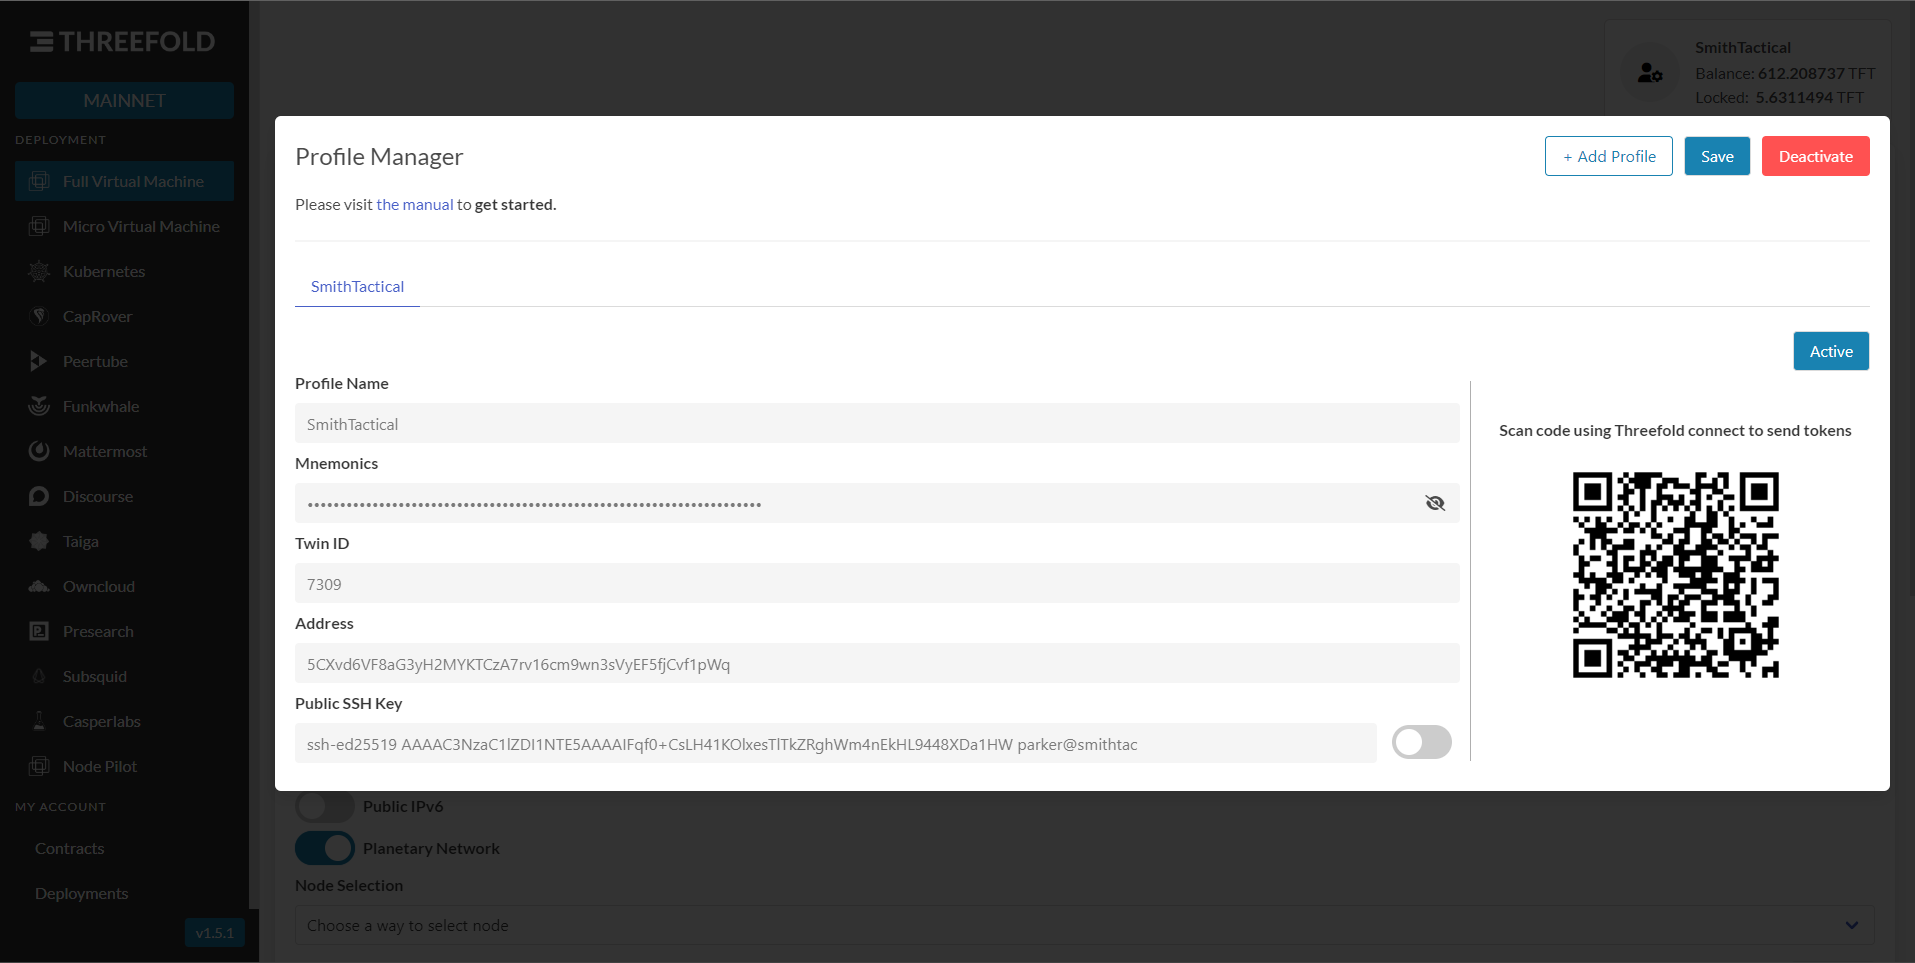 THREEFOLD
MAINNET
DEPLOYMENT
Full Virtual Machine
Micro Virtual Machine
Kubernetes
CapRover
Peertube
Funkwhale
Mattermost
Discourse
Taiga
Owncloud
Presearch
Subsquid
Casperlabs
Node Pilot
MY ACCOUNT
Contracts
Deployments
v1.5.1
SmithTactical
Balance: 612.208737 TFT
Locked: 5.6311494 TFT
Profile Manager
+ Add Profile
Save
Deactivate
Please visit the manual to get started.
SmithTactical
Active
Profile Name
SmithTactical
Mnemonics
••••••••••••••••••••••••••••••••••••••••••••••••••••••••••••••••••••••
Twin ID
7309
Address
5CXvd6VF8aG3yH2MYKTCzA7rv16cm9wn3sVyEF5fjCvf1pWq
Public SSH Key
ssh-ed25519 AAAAC3NzaC1lZDI1NTE5AAAAIFqf0+CsLH41KOlxesTlTkZRghWm4nEkHL9448XDa1HW parker@smithtac
Scan code using Threefold connect to send tokens
Public IPv6
Planetary Network
Node Selection
Choose a way to select node